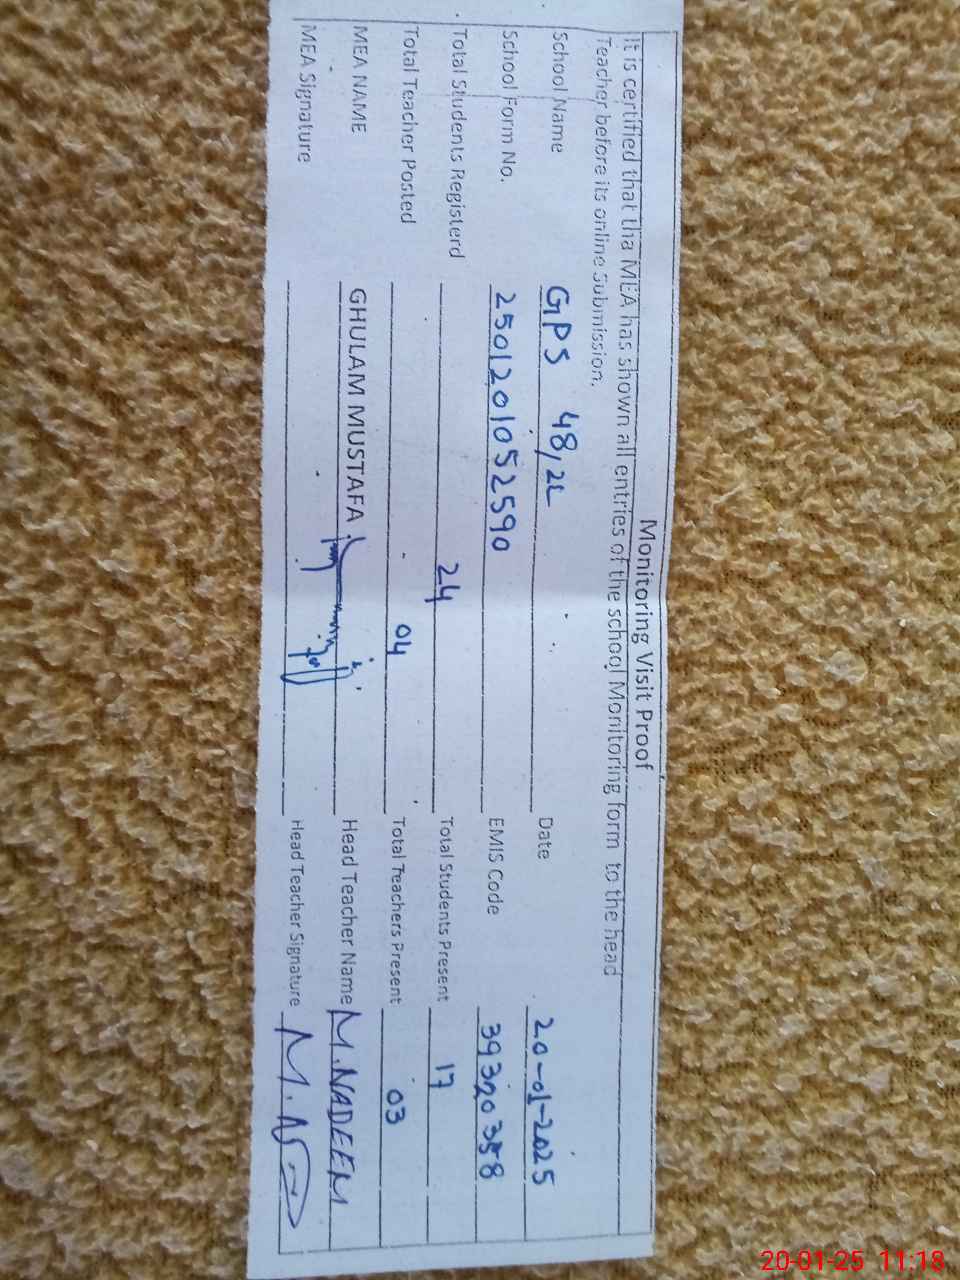 Monitoring Visit Proof
It is certified that tha MEA has shown all entries of the school Monitoring form to the head
Teacher before its online submission.
School Name GPS 48/2L Date 20-01-2025
School Form No. 2501201052590 EMIS Code 39320358
Total Students Registerd 24 Total Students Present 17
Total Teacher Posted 04 Total Teachers Present 03
MEA NAME GHULAM MUSTAFA Head Teacher Name M.NADEEM
MEA Signature Head Teacher Signature
20-01-25 11:18